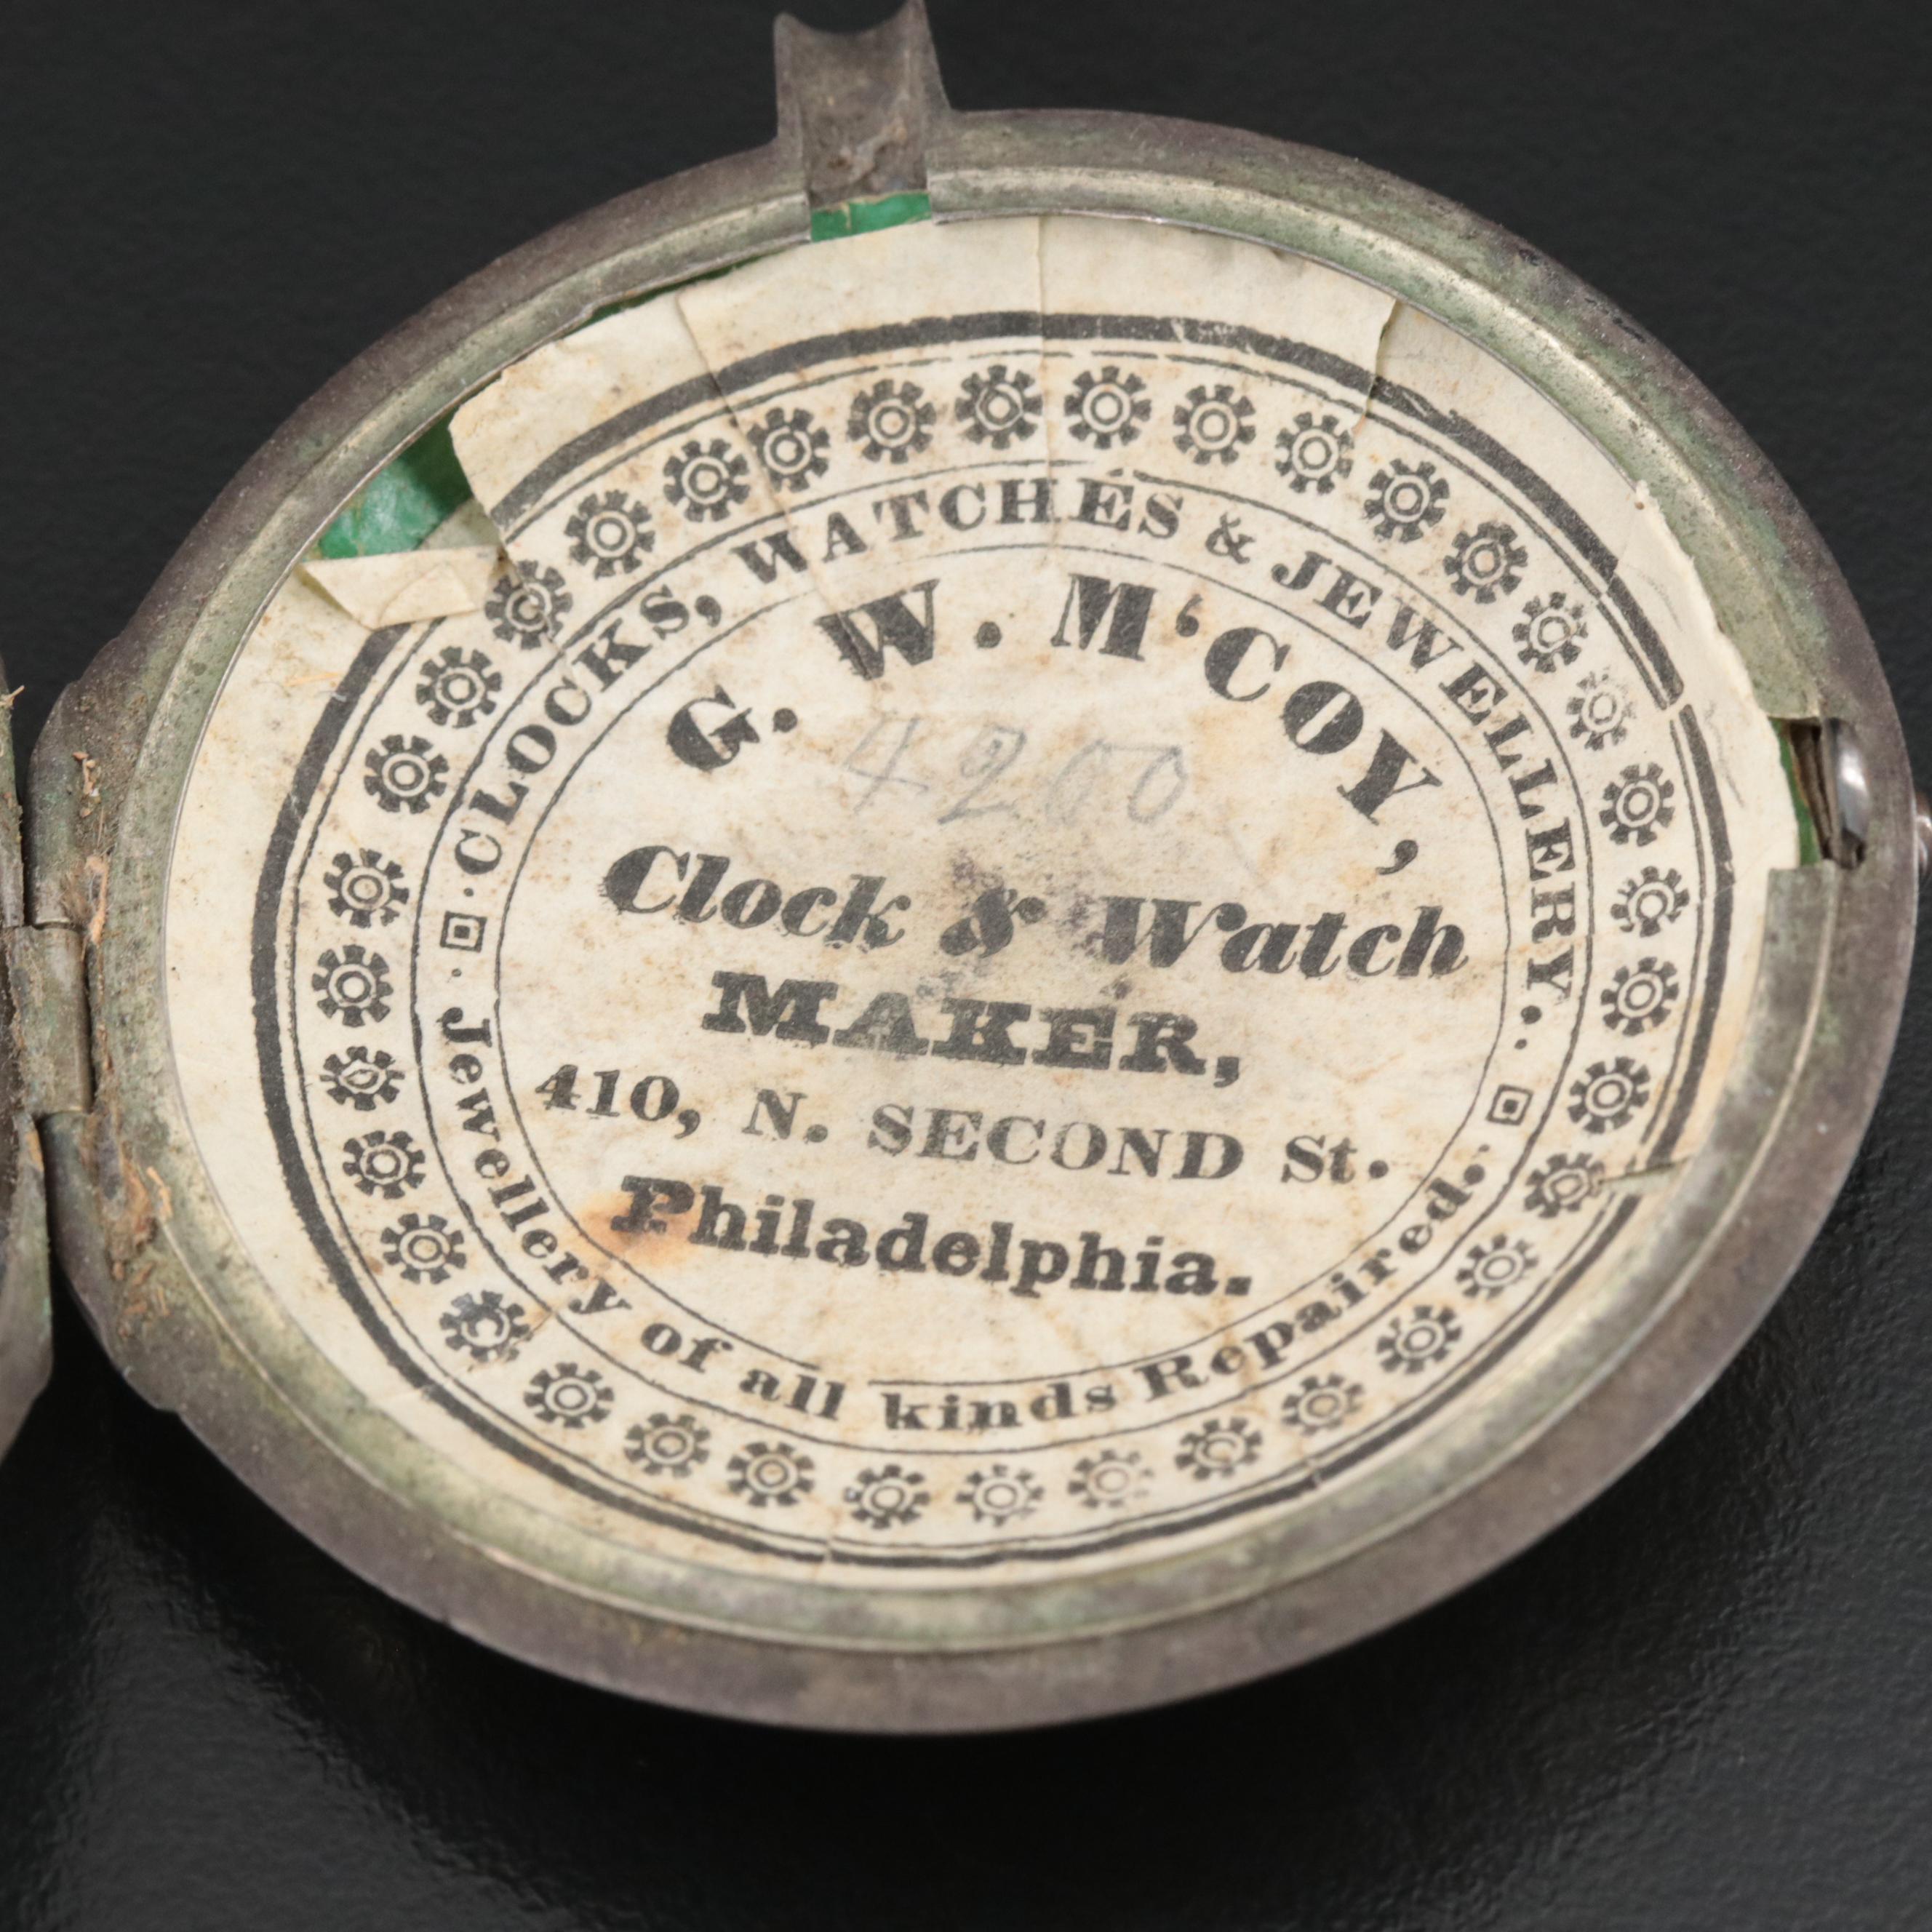 CLOCKS, WATCHES & JEWELLERY.
G. W. M‘COY,
4200
Clock & Watch
MAKER,
410, N. SECOND St.
Philadelphia.
Jewellery of all kinds Repaired.